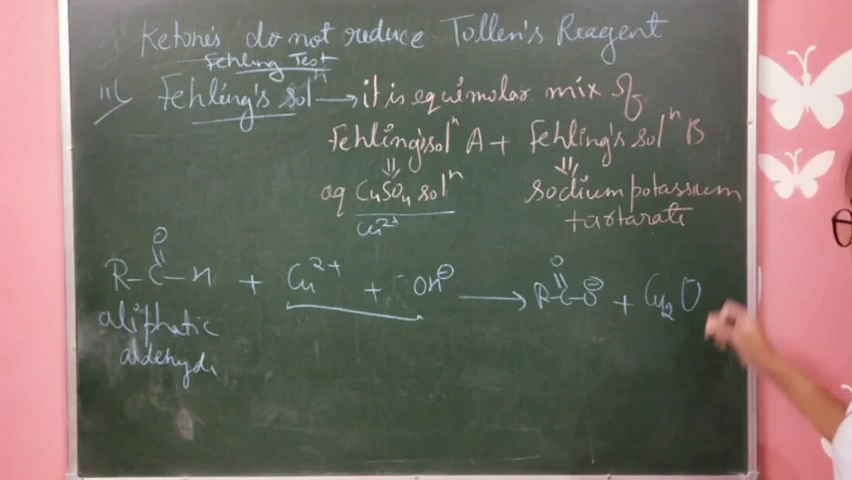 Ketones do not reduce Tollen's Reagent
Fehling Test
ii) Fehling's solⁿ → it is equimolar mix of
Fehling's solⁿ A + Fehling's solⁿ B
aq CuSO₄ solⁿ sodium potassium
Cu²⁺ tartarate
O O
R-C-H + Cu²⁺ + OH⊖ → R-C-O⊖ + Cu₂O
aliphatic
aldehyde